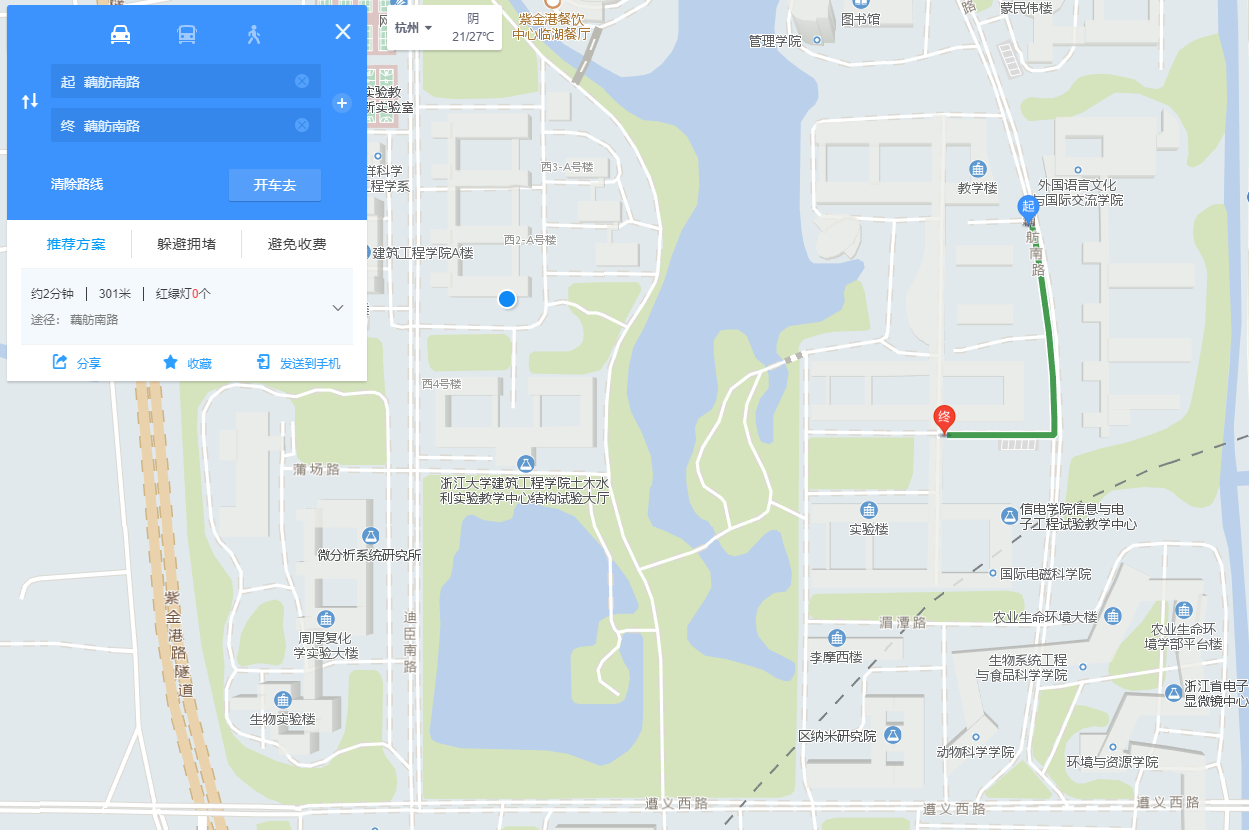 杭州
阴
21/27℃
起 藕舫南路
终 藕舫南路
清除路线
开车去
推荐方案
躲避拥堵
避免收费
约2分钟
301米
红绿灯0个
途径： 藕舫南路
分享
收藏
发送到手机
紫金港餐饮
中心临湖餐厅
图书馆
管理学院
蒙民伟楼
实验教
新实验室
西3-A号楼
教学楼
外国语言文化
与国际交流学院
起
舫南路
西2-A号楼
建筑工程学院A楼
西4号楼
终
蒲场路
浙江大学建筑工程学院土木水
利实验教学中心结构试验大厅
实验楼
信电学院信息与电
子工程试验教学中心
微分析系统研究所
国际电磁科学院
紫金港路隧道
迪臣南路
湄潭路
农业生命环境大楼
农业生命环
境学部平台楼
周厚复化
学实验大楼
李摩西楼
生物系统工程
与食品科学学院
浙江省电子
显微镜中心
生物实验楼
区纳米研究院
动物科学学院
环境与资源学院
遵义西路
遵义西路
遵义西路